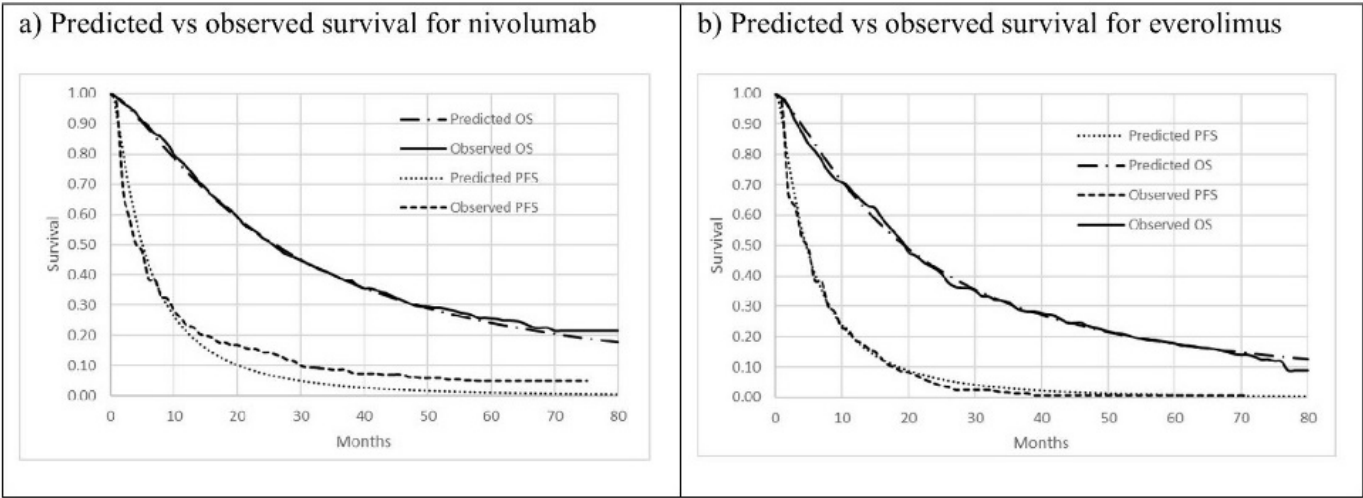 a) Predicted vs observed survival for nivolumab
1.00
0.90
0.80
0.70
0.60
0.50
0.40
0.30
0.20
0.10
0.00
Survival
Predicted OS
Observed OS
Predicted PFS
Observed PFS
0 10 20 30 40 50 60 70 80
Months
b) Predicted vs observed survival for everolimus
1.00
0.90
0.80
0.70
0.60
0.50
0.40
0.30
0.20
0.10
0.00
Survival
Predicted PFS
Predicted OS
Observed PFS
Observed OS
0 10 20 30 40 50 60 70 80
Months